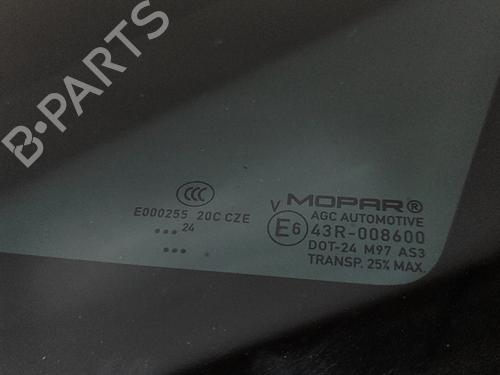 B-PARTS
CCC
E000255 20C CZE
24
V MOPAR®
AGC AUTOMOTIVE
E6 43R-008600
DOT-24 M97 AS3
TRANSP. 25% MAX.
B-PARTS